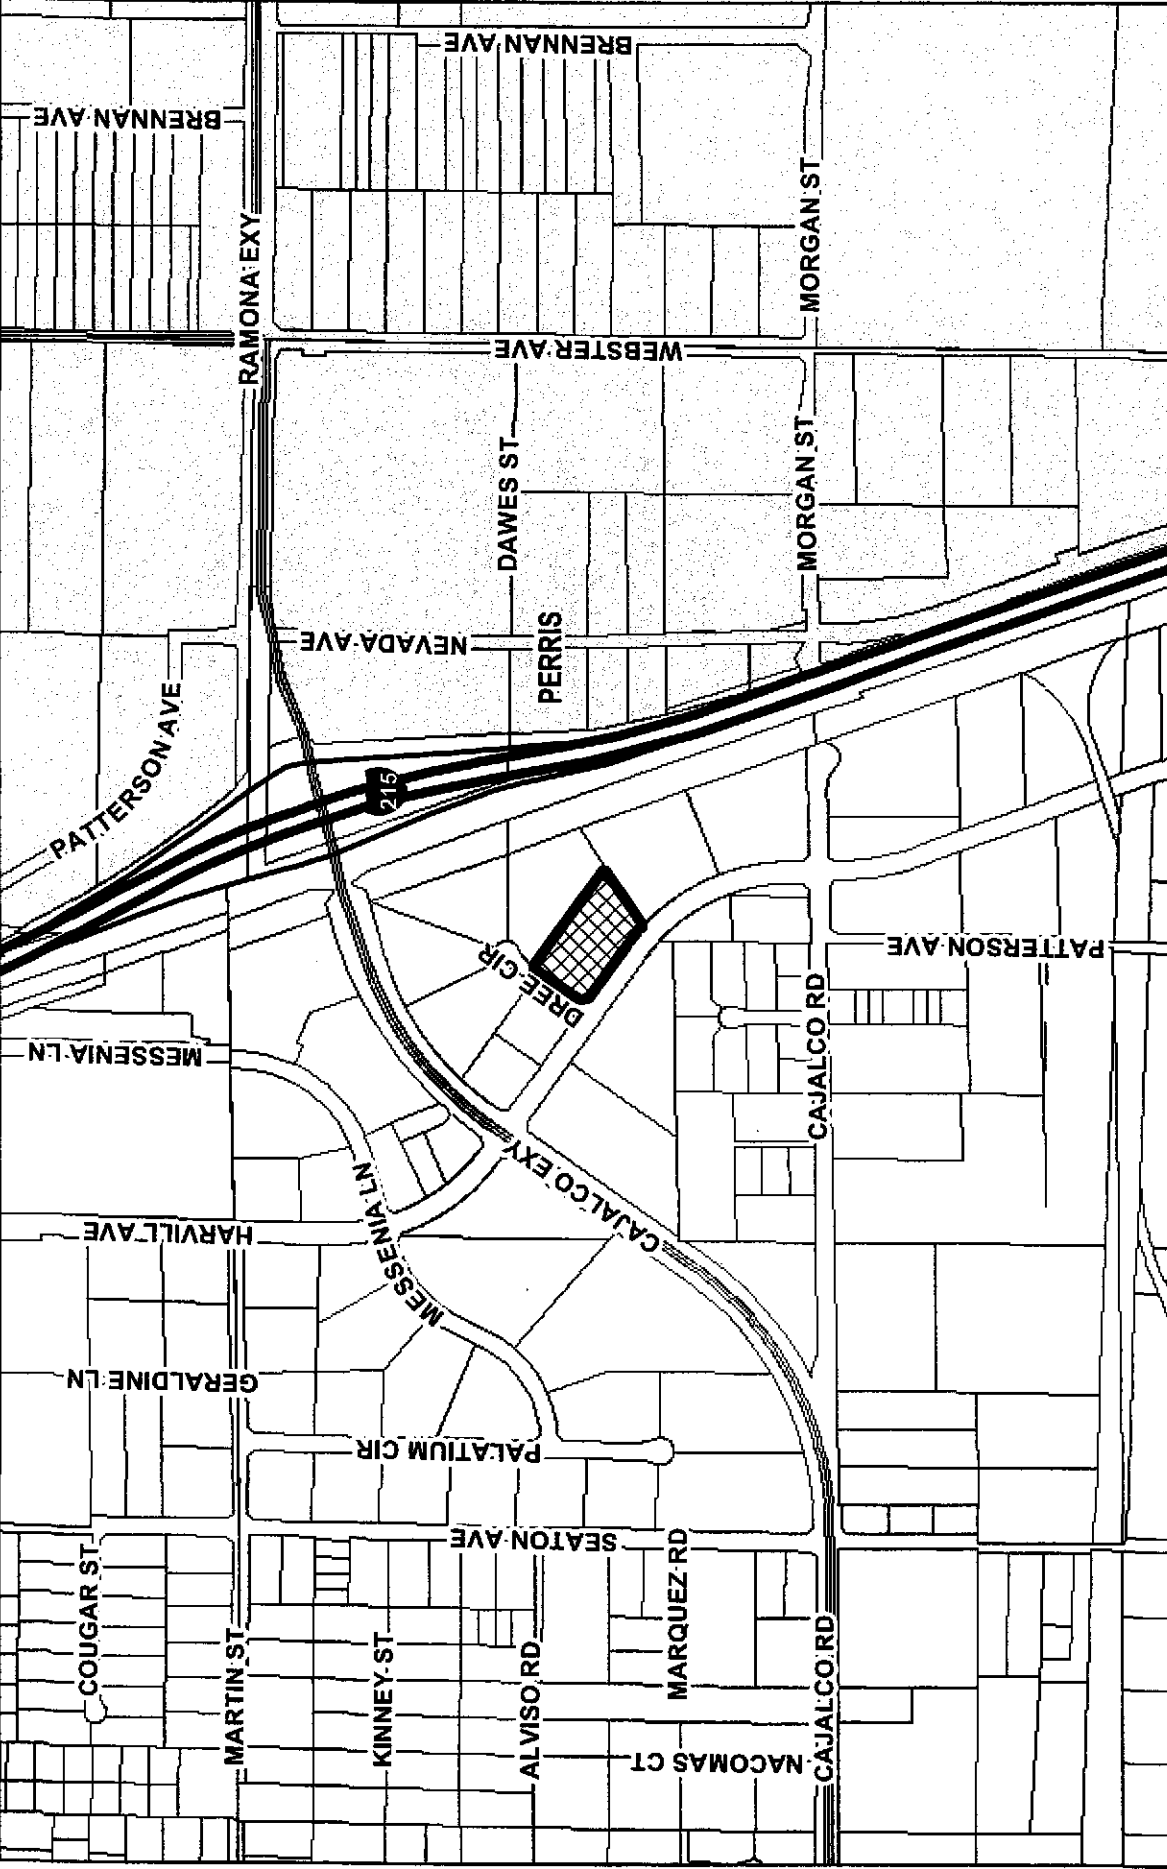 BRENNAN AVE
BRENNAN AVE
RAMONA EXY
MORGAN ST
WEBSTER AVE
DAWES ST
MORGAN ST
NEVADA AVE
PERRIS
PATTERSON AVE
215
DREE CIR
PATTERSON AVE
MESSENIA LN
CAJALCO RD
MESSENIA LN
CAJALCO EXY
HARVILL AVE
GERALDINE LN
PALATIUM CIR
SEATON AVE
COUGAR ST
MARTIN ST
KINNEY ST
ALVISO RD
MARQUEZ RD
NACOMAS CT
CAJALCO RD